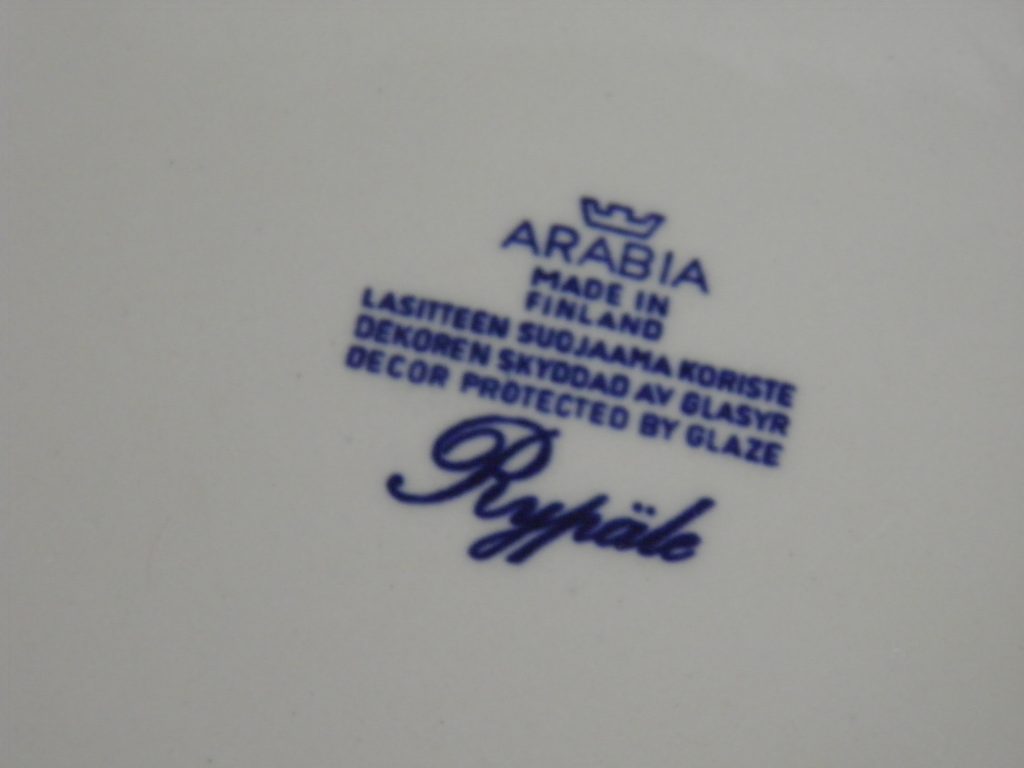 ARABIA
MADE IN
FINLAND
LASITTEEN SUOJAAMA KORISTE
DEKOREN SKYDDAD AV GLASYR
DECOR PROTECTED BY GLAZE
Rypäle